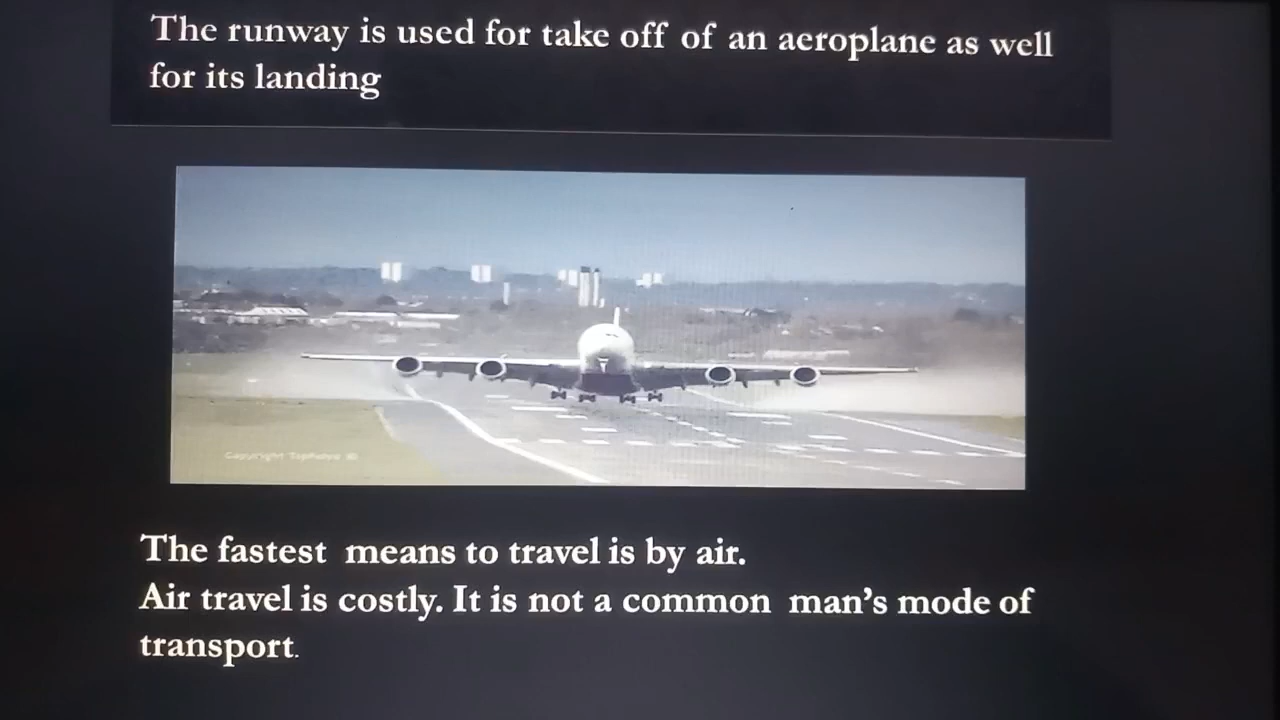 The runway is used for take off of an aeroplane as well
for its landing
The fastest means to travel is by air.
Air travel is costly. It is not a common man's mode of
transport.